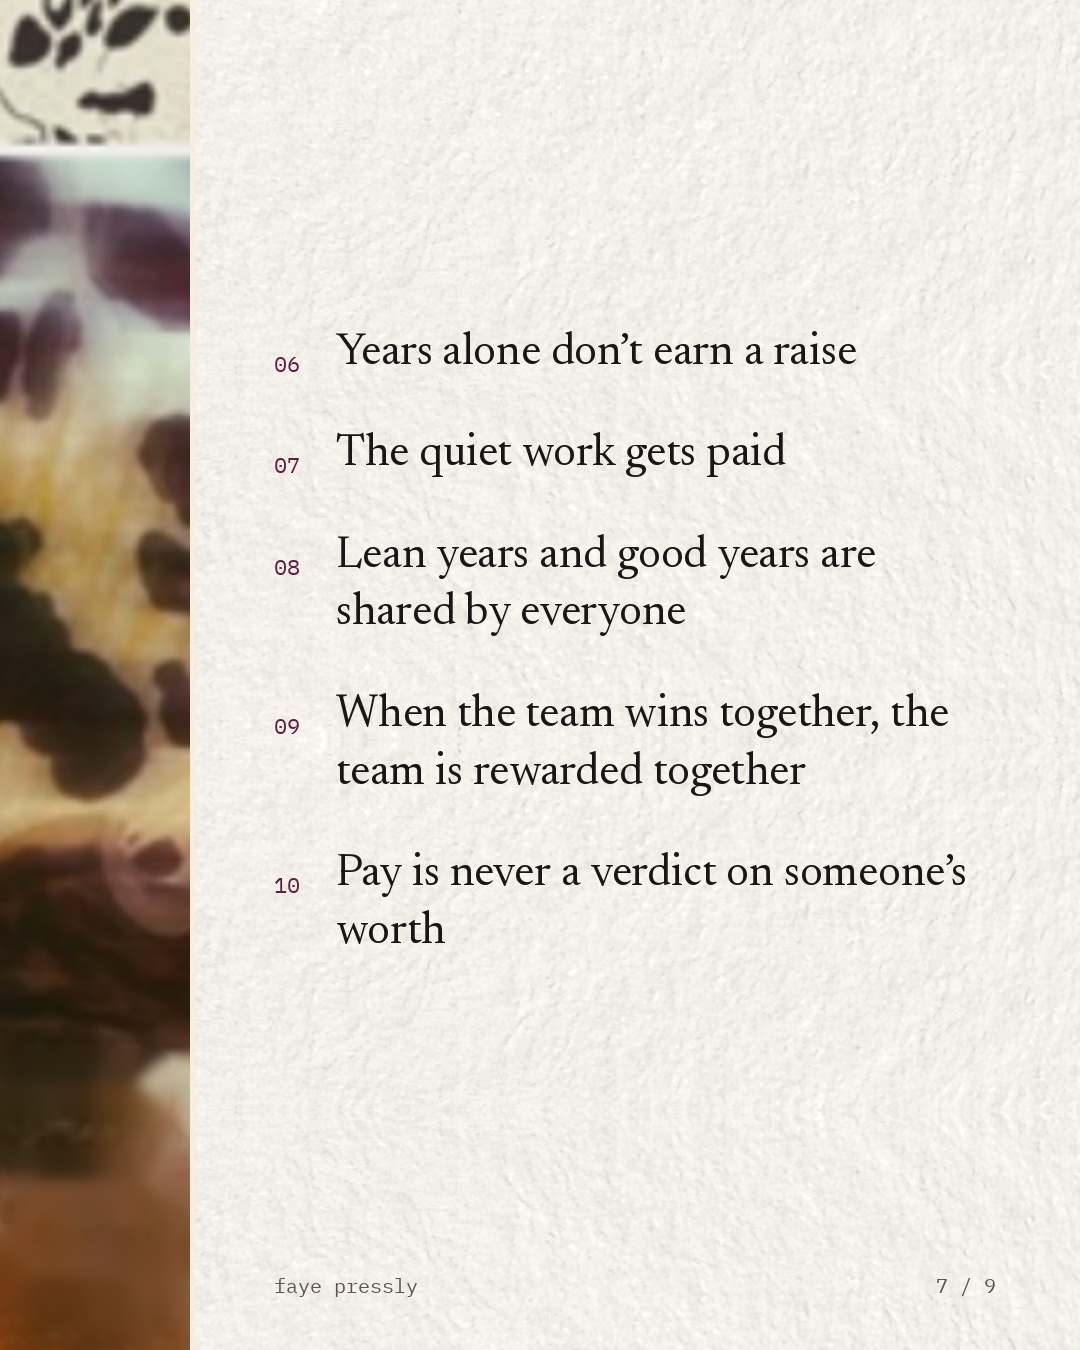 06 Years alone don’t earn a raise
07 The quiet work gets paid
08 Lean years and good years are
shared by everyone
09 When the team wins together, the
team is rewarded together
10 Pay is never a verdict on someone’s
worth
faye pressly 7 / 9